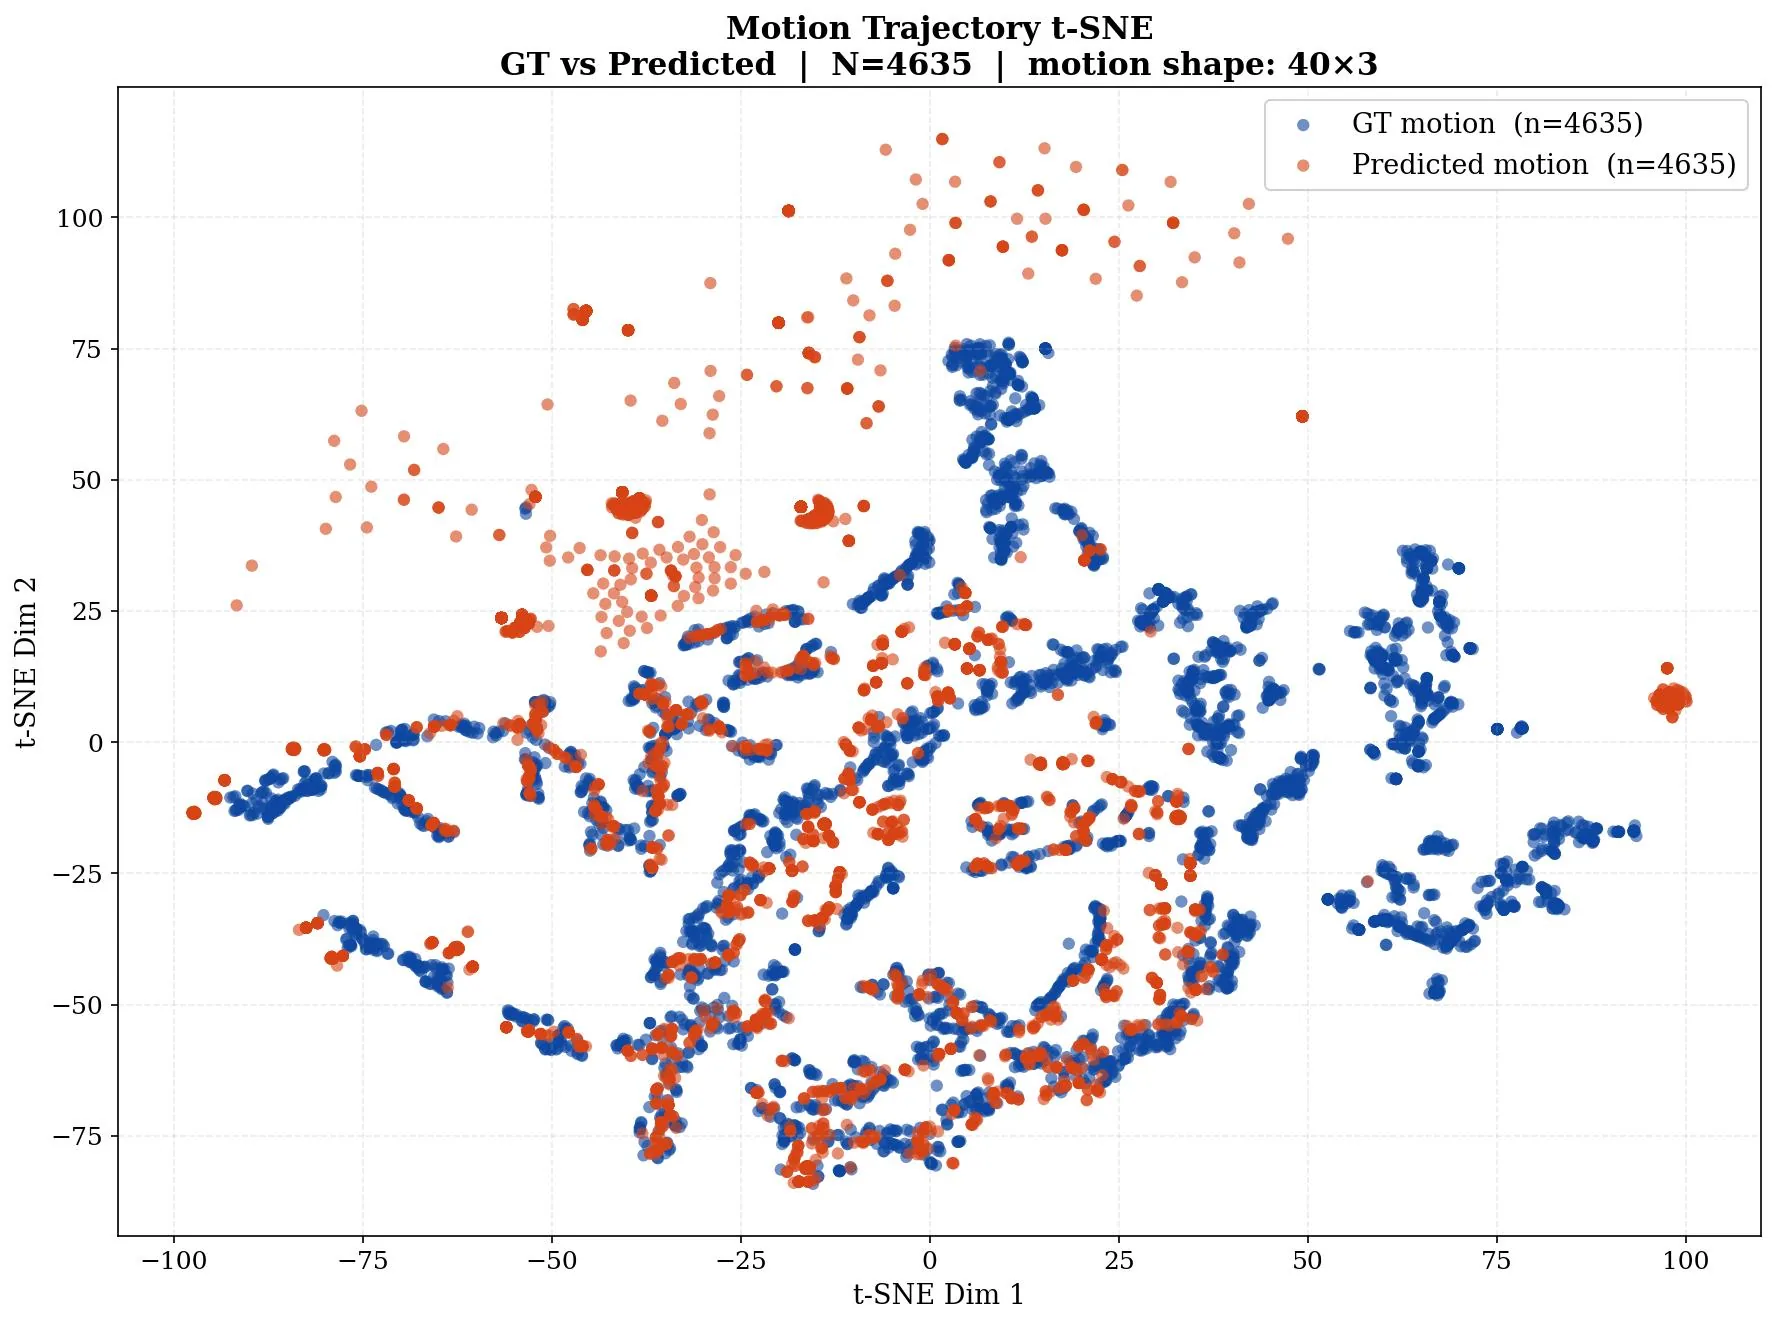 Motion Trajectory t-SNE
GT vs Predicted | N=4635 | motion shape: 40×3
GT motion (n=4635)
Predicted motion (n=4635)
100
75
50
25
0
−25
−50
−75
t-SNE Dim 2
−100
−75
−50
−25
0
25
50
75
100
t-SNE Dim 1